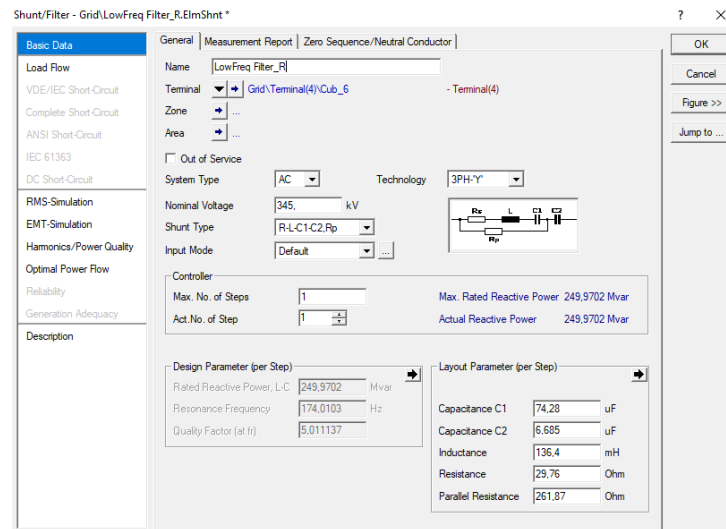 Shunt/Filter - Grid\LowFreq Filter_R.ElmShnt *
? X
Basic Data
Load Flow
VDE/IEC Short-Circuit
Complete Short-Circuit
ANSI Short-Circuit
IEC 61363
DC Short-Circuit
RMS-Simulation
EMT-Simulation
Harmonics/Power Quality
Optimal Power Flow
Reliability
Generation Adequacy
Description
General Measurement Report Zero Sequence/Neutral Conductor
Name LowFreq Filter_R
Terminal Grid\Terminal(4)\Cub_6 - Terminal(4)
Zone ...
Area ...
Out of Service
System Type AC Technology 3PH-'Y'
Nominal Voltage 345, kV
Shunt Type R-L-C1-C2,Rp
Input Mode Default ...
Rs L C1 C2
Rp
Controller
Max. No. of Steps 1 Max. Rated Reactive Power 249,9702 Mvar
Act.No. of Step 1 Actual Reactive Power 249,9702 Mvar
Design Parameter (per Step)
Rated Reactive Power, L-C 249,9702 Mvar
Resonance Frequency 174,0103 Hz
Quality Factor (at fr) 5,011137
Layout Parameter (per Step)
Capacitance C1 74,28 uF
Capacitance C2 6,685 uF
Inductance 136,4 mH
Resistance 29,76 Ohm
Parallel Resistance 261,87 Ohm
OK
Cancel
Figure >>
Jump to ...